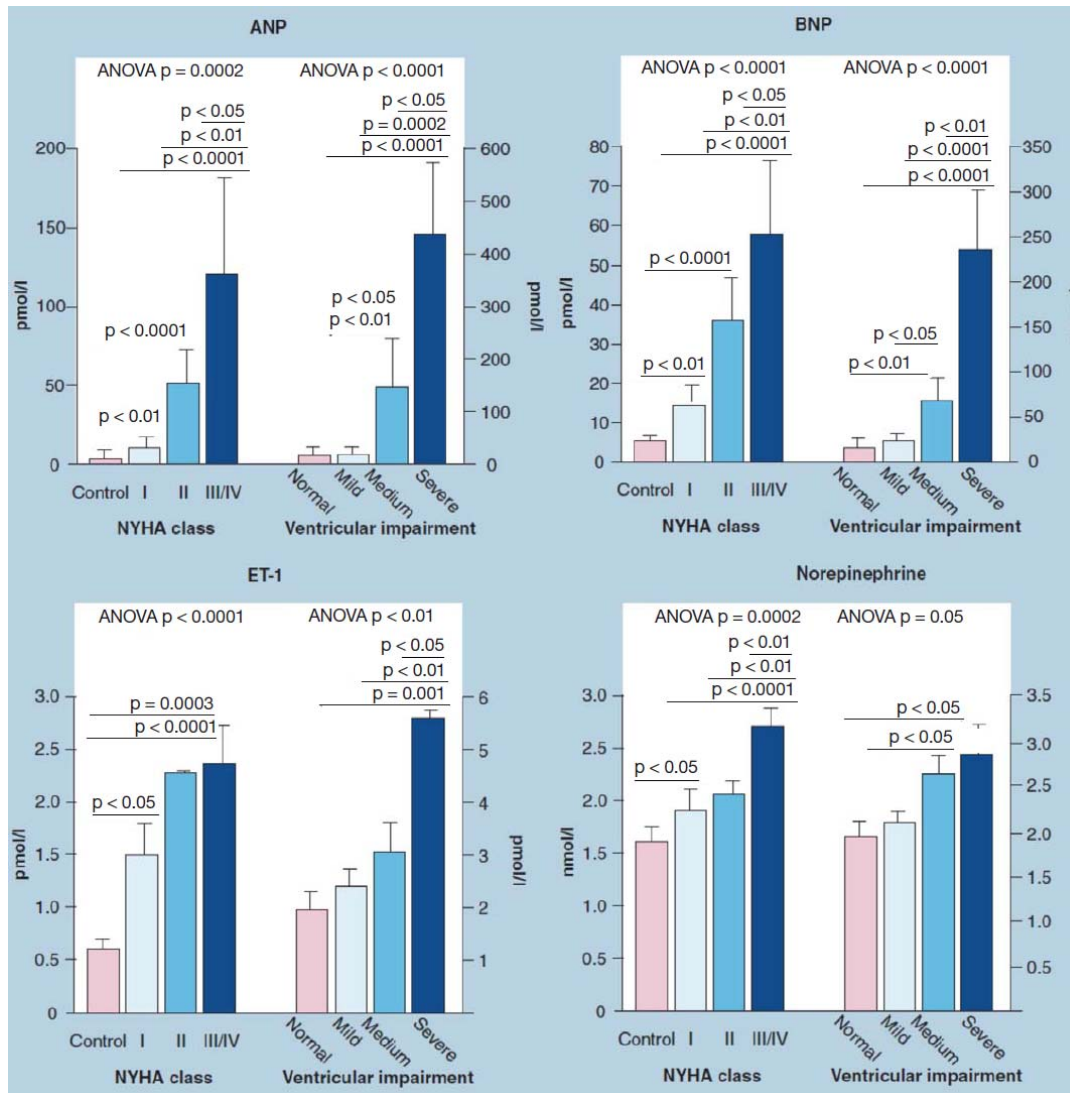 ANP
ANOVA p = 0.0002
ANOVA p < 0.0001
p < 0.05
p < 0.01
p < 0.0001
p < 0.05
p = 0.0002
p < 0.0001
200
150
100
50
0
pmol/l
p < 0.0001
p < 0.01
p < 0.05
p < 0.01
600
500
400
300
200
100
0
pmol/l
Control I II III/IV
NYHA class
Normal Mild Medium Severe
Ventricular impairment
BNP
ANOVA p < 0.0001
ANOVA p < 0.0001
p < 0.05
p < 0.01
p < 0.0001
p < 0.01
p < 0.0001
p < 0.0001
80
70
60
50
40
30
20
10
0
pmol/l
p < 0.0001
p < 0.01
p < 0.05
p < 0.01
350
300
250
200
150
100
50
0
Control I II III/IV
NYHA class
Normal Mild Medium Severe
Ventricular impairment
ET-1
ANOVA p < 0.0001
ANOVA p < 0.01
p < 0.05
p < 0.01
p = 0.001
p = 0.0003
p < 0.0001
p < 0.05
3.0
2.5
2.0
1.5
1.0
0.5
0
pmol/l
6
5
4
3
2
1
pmol/l
Control I II III/IV
NYHA class
Normal Mild Medium Severe
Ventricular impairment
Norepinephrine
ANOVA p = 0.0002
ANOVA p = 0.05
p < 0.01
p < 0.01
p < 0.0001
p < 0.05
p < 0.05
p < 0.05
3.0
2.5
2.0
1.5
1.0
0.5
0
nmol/l
3.5
3.0
2.5
2.0
1.5
1.0
0.5
Control I II III/IV
NYHA class
Normal Mild Medium Severe
Ventricular impairment